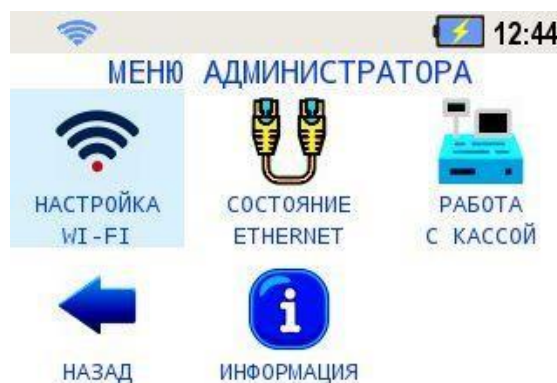 12:44
МЕНЮ АДМИНИСТРАТОРА
НАСТРОЙКА
WI-FI
СОСТОЯНИЕ
ETHERNET
РАБОТА
С КАССОЙ
НАЗАД
ИНФОРМАЦИЯ